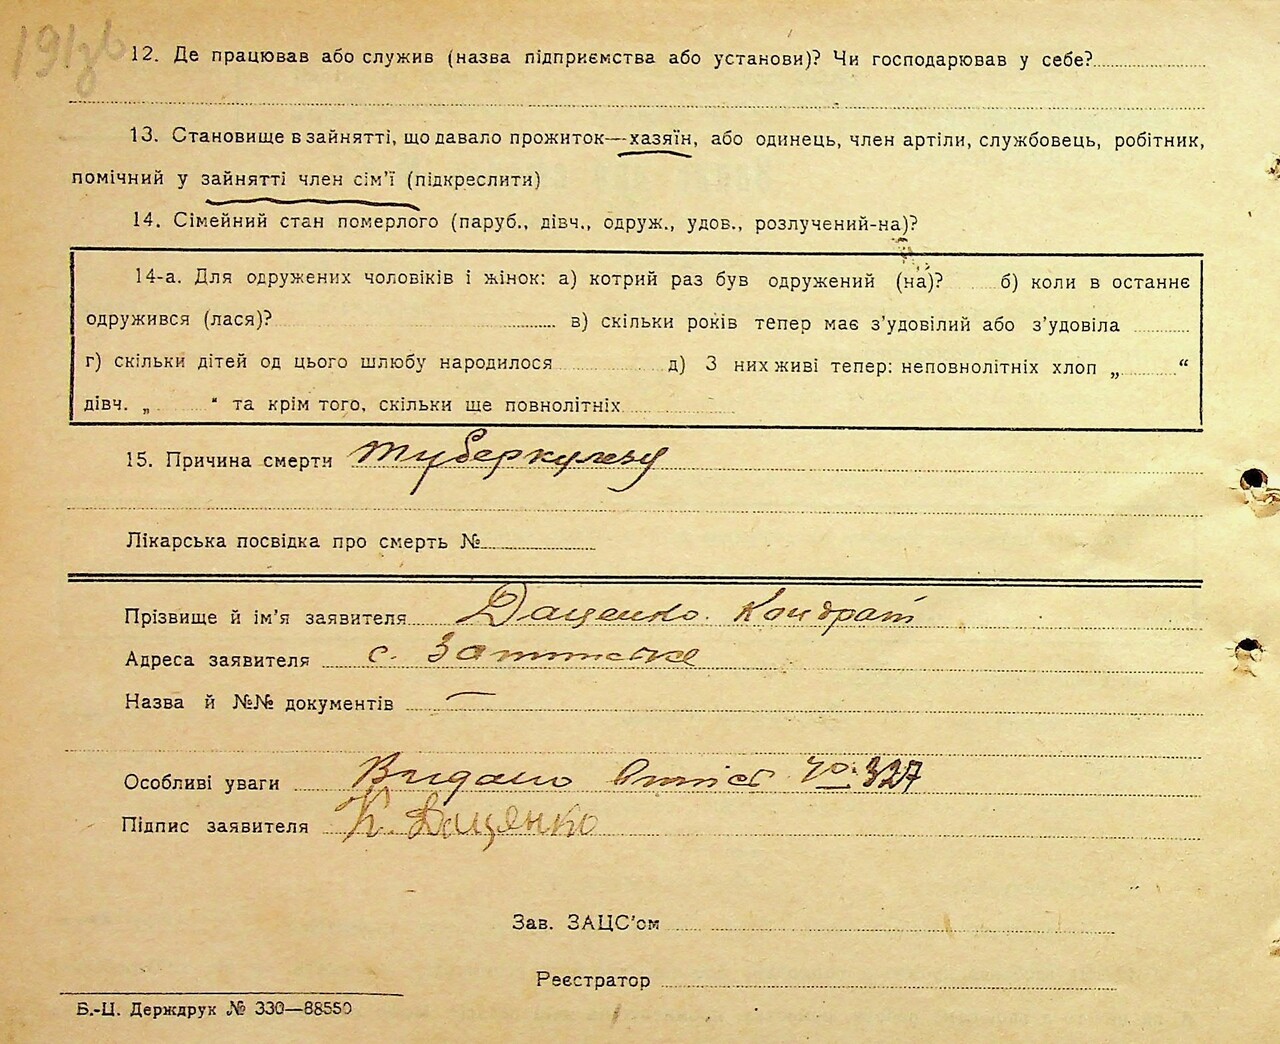 12. Де працював або служив (назва підприємства або установи)? Чи господарював у себе?
13. Становище в зайнятті, що давало прожиток—хазяїн, або одинець, член артіли, службовець, робітник,
помічний у зайнятті член сім’ї (підкреслити)
14. Сімейний стан померлого (паруб., дівч., одруж., удов., розлучений-на)?
14-а. Для одружених чоловіків і жінок: а) котрий раз був одружений (на)? б) коли в останнє
одружився (лася)? в) скільки років тепер має з’удовілий або з’удовіла
г) скільки дітей од цього шлюбу народилося д) З них живі тепер: неповнолітніх хлоп „ “
дівч. „ “ та крім того, скільки ще повнолітніх
15. Причина смерти туберкулезу
Лікарська посвідка про смерть №
Прізвище й ім’я заявителя Даценко Кондрат
Адреса заявителя с.
Назва й №№ документів —
Особливі уваги Видано 327
Підпис заявителя К. Даценко
Зав. ЗАЦС’ом
Реєстратор
Б.-Ц. Держдрук № 330—88550